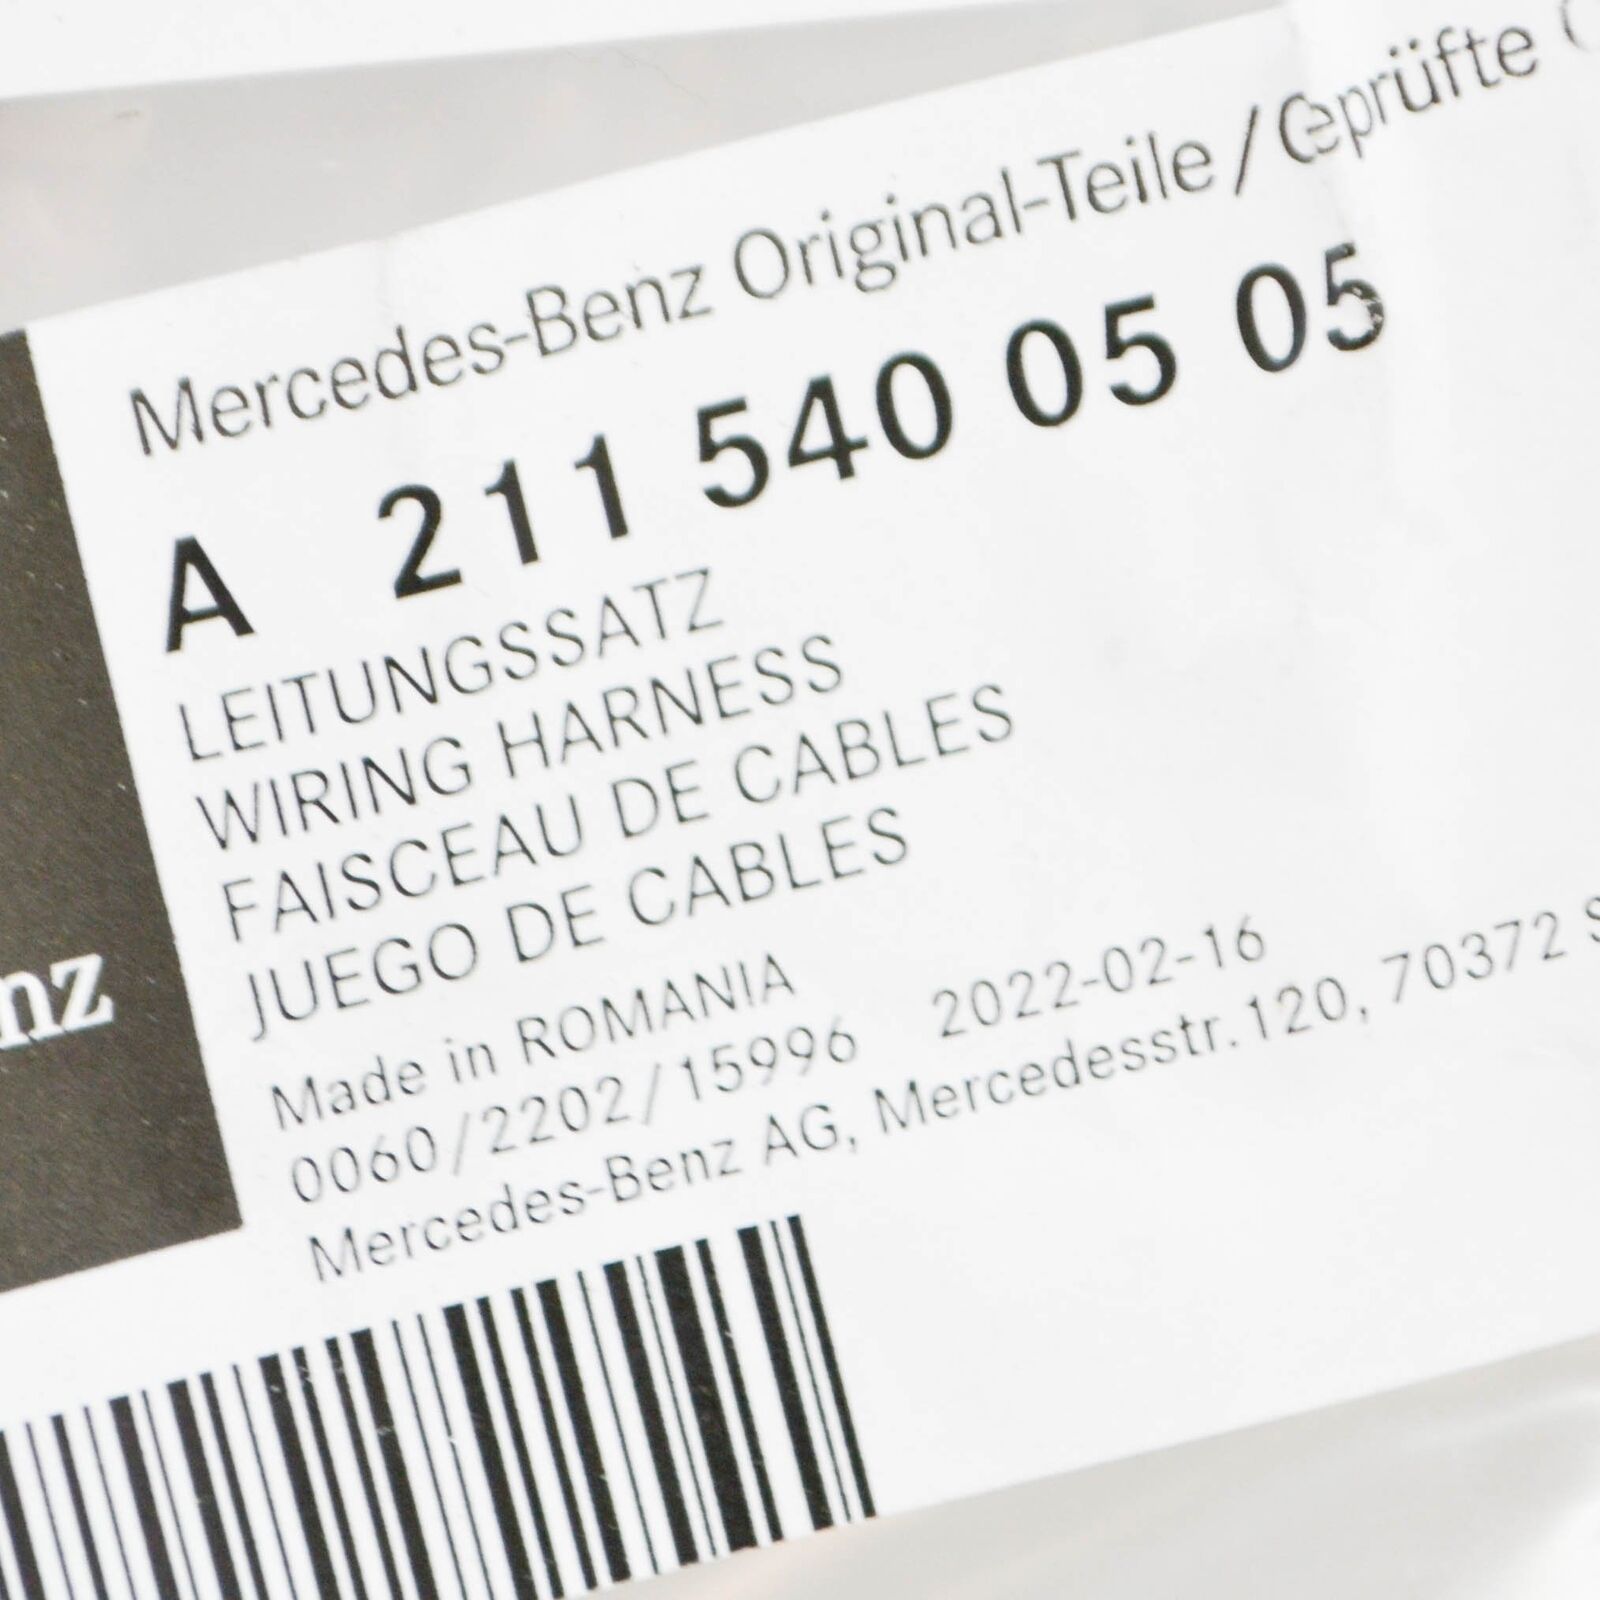 Mercedes-Benz Original-Teile / Geprüfte
A 211 540 05 05
LEITUNGSSATZ
WIRING HARNESS
FAISCEAU DE CABLES
JUEGO DE CABLES
Made in ROMANIA
0060/2202/15996 2022-02-16
Mercedes-Benz AG, Mercedesstr. 120, 70372 S
nz